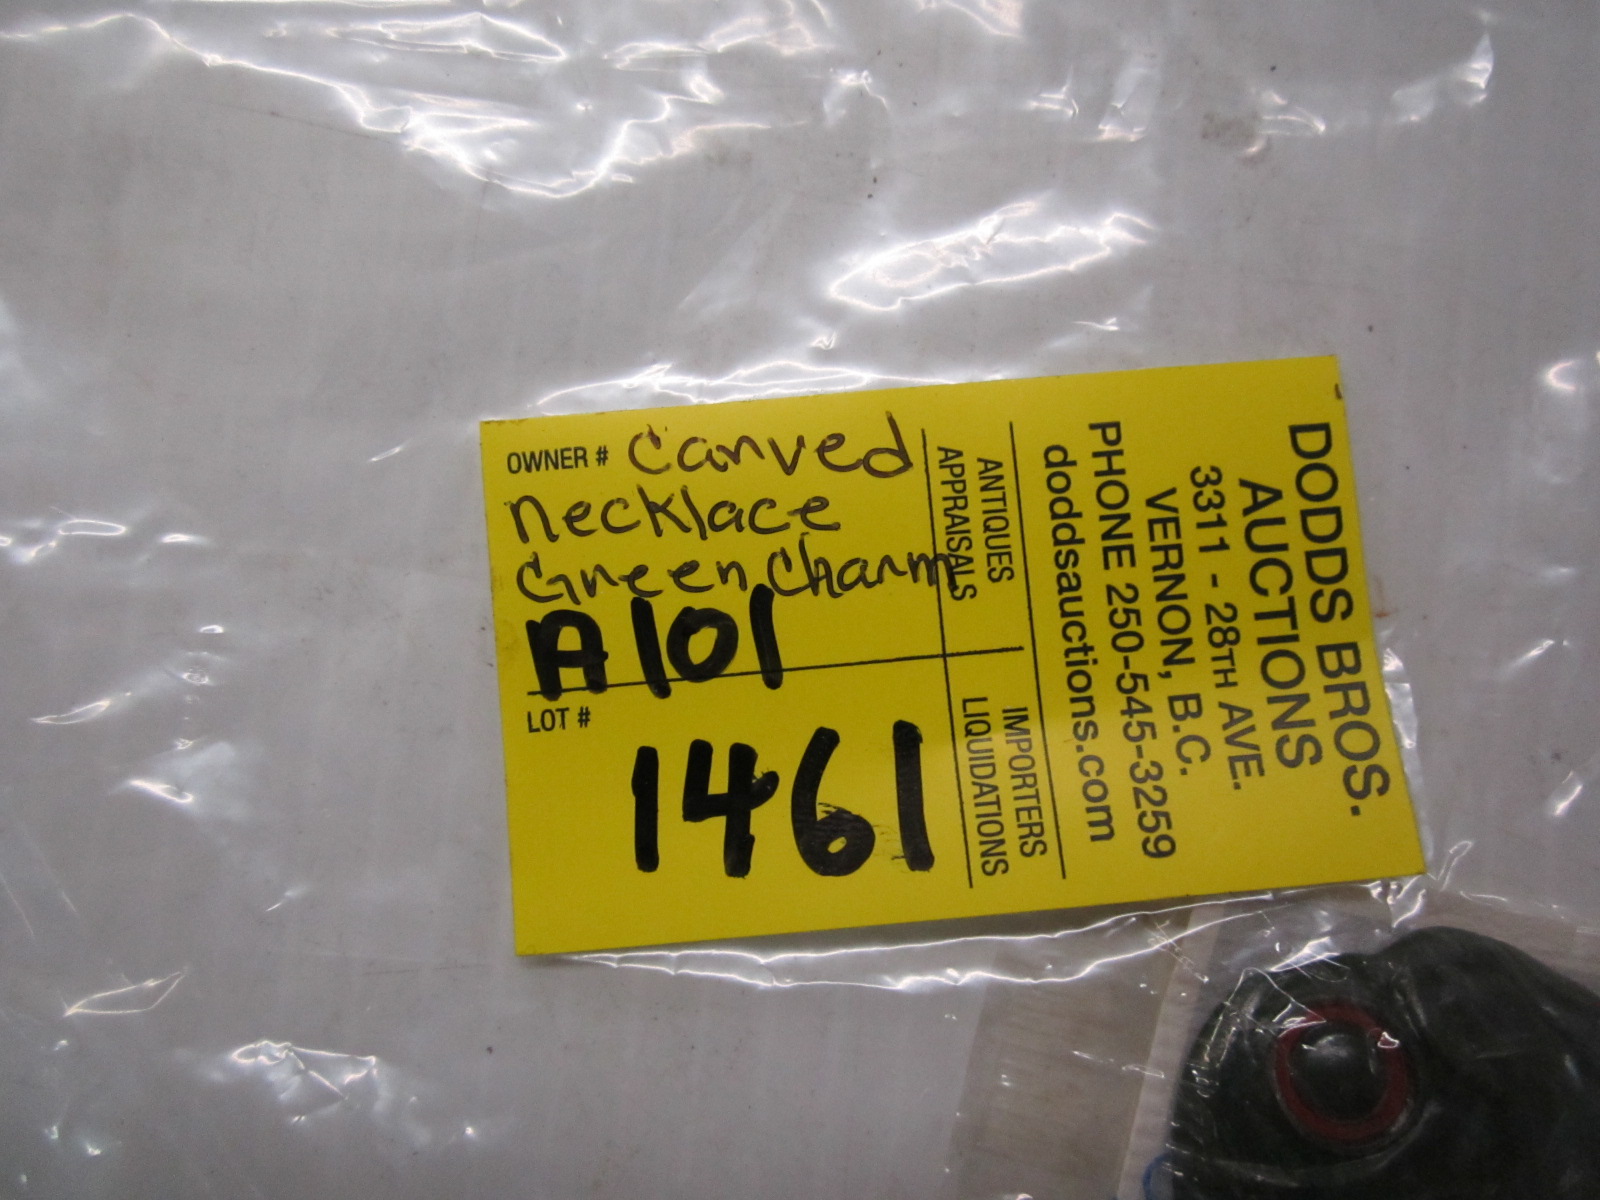 OWNER # carved
necklace
Green Charm
A101
LOT #
1461
ANTIQUES
APPRAISALS
IMPORTERS
LIQUIDATIONS
DODDS BROS.
AUCTIONS
3311 - 28TH AVE.
VERNON, B.C.
PHONE 250-545-3259
doddsauctions.com